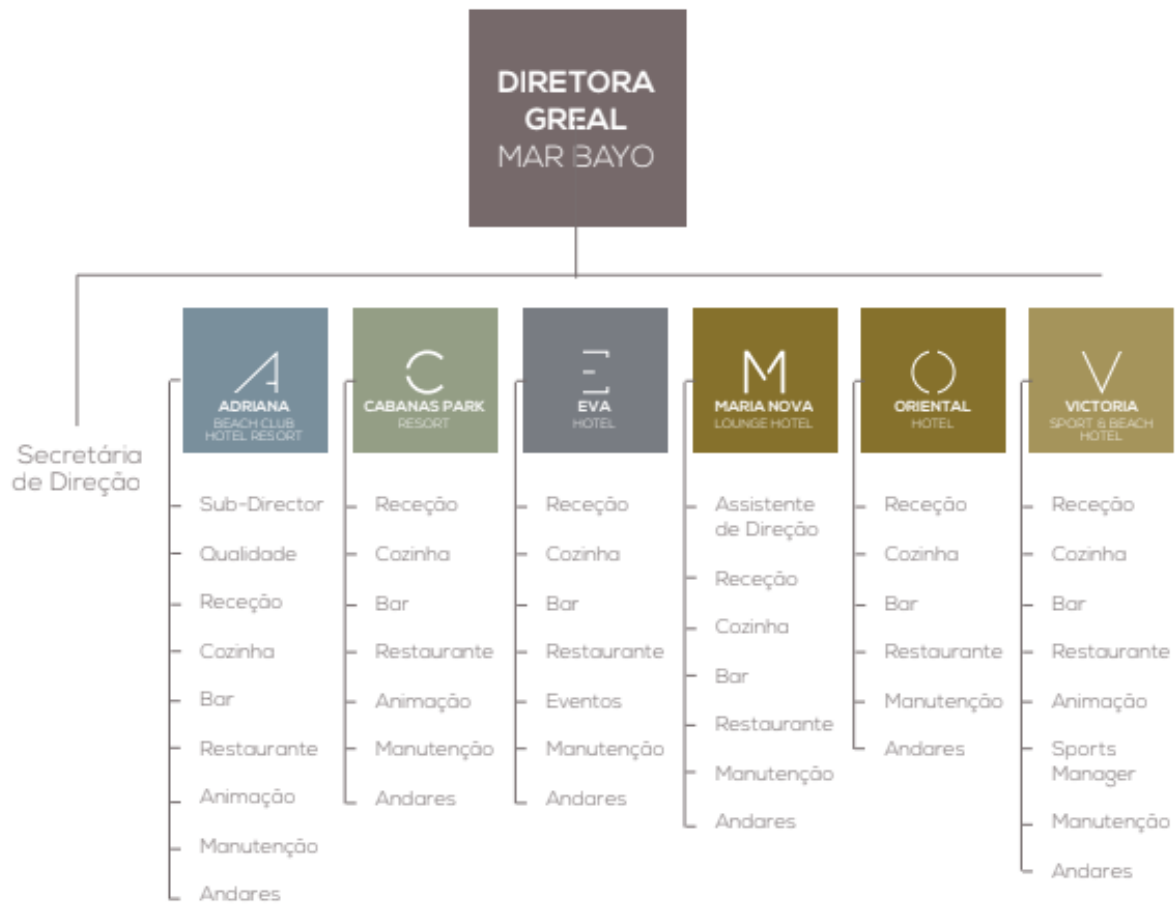 DIRETORA
GREAL
MAR BAYO
Secretária
de Direção
A
ADRIANA
BEACH CLUB
HOTEL RESORT
Sub-Director
Qualidade
Receção
Cozinha
Bar
Restaurante
Animação
Manutenção
Andares
C
CABANAS PARK
RESORT
Receção
Cozinha
Bar
Restaurante
Animação
Manutenção
Andares
E
EVA
HOTEL
Receção
Cozinha
Bar
Restaurante
Eventos
Manutenção
Andares
M
MARIA NOVA
LOUNGE HOTEL
Assistente
de Direção
Receção
Cozinha
Bar
Restaurante
Manutenção
Andares
O
ORIENTAL
HOTEL
Receção
Cozinha
Bar
Restaurante
Manutenção
Andares
V
VICTORIA
SPORT & BEACH
HOTEL
Receção
Cozinha
Bar
Restaurante
Animação
Sports
Manager
Manutenção
Andares